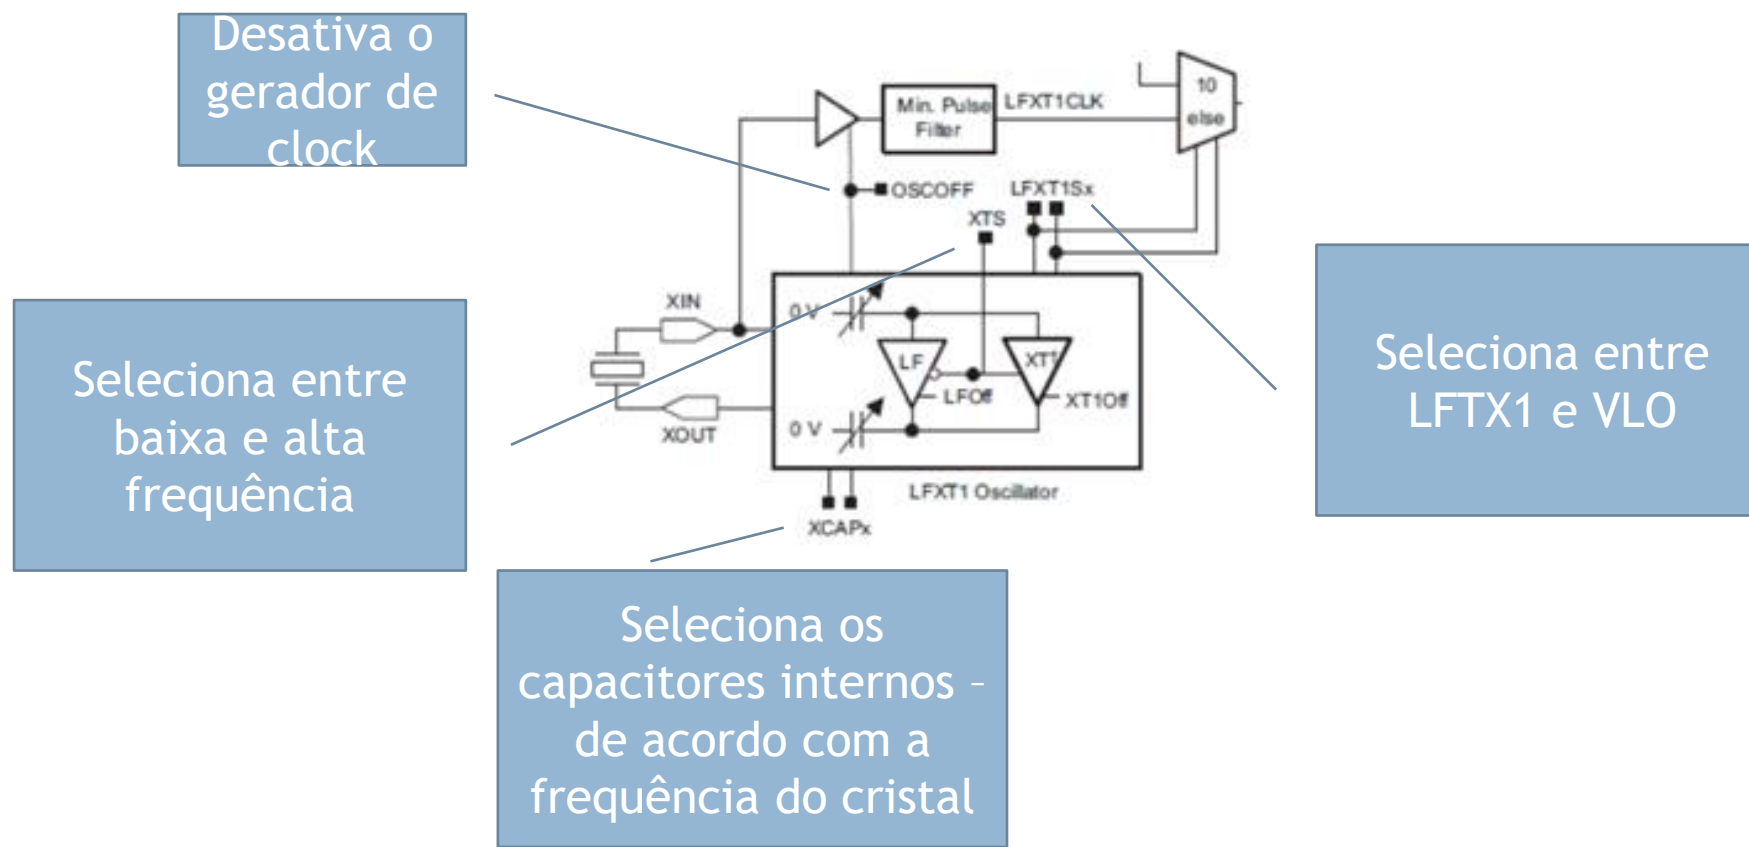 Desativa o
gerador de
clock
Min. Pulse
Filter
LFXT1CLK
10
else
OSCOFF
LFXT1Sx
XTS
XIN
0 V
LF
XT1
LFOff
XT1Off
0 V
XOUT
LFXT1 Oscillator
XCAPx
Seleciona entre
baixa e alta
frequência
Seleciona entre
LFTX1 e VLO
Seleciona os
capacitores internos –
de acordo com a
frequência do cristal